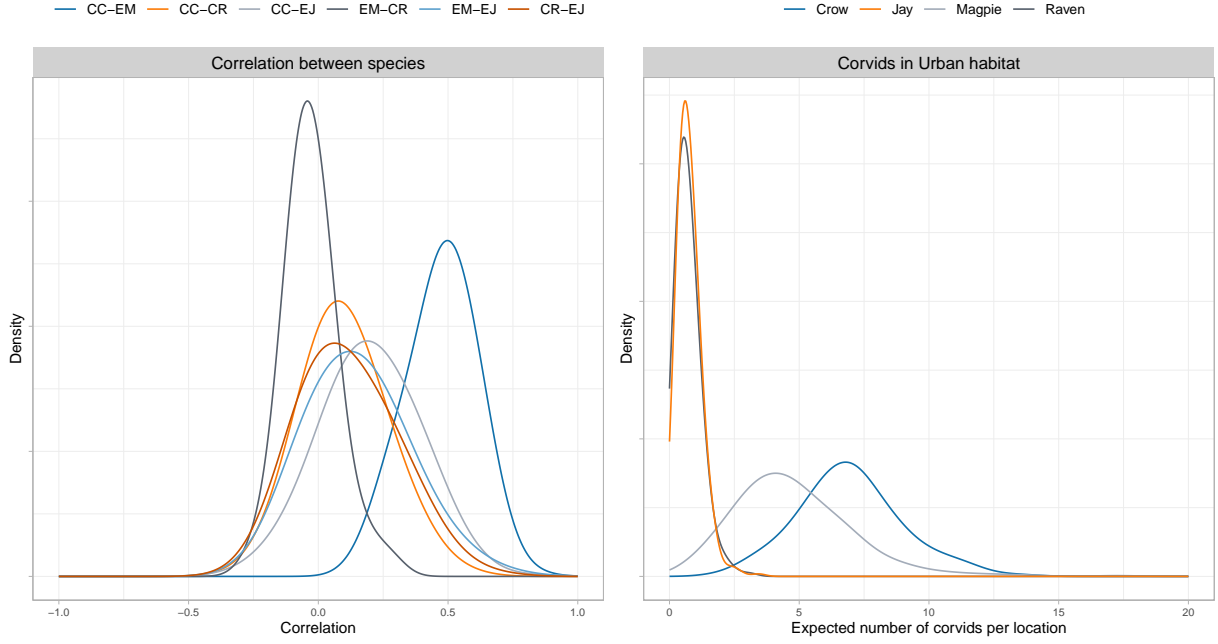 CC−EM CC−CR CC−EJ EM−CR EM−EJ CR−EJ
Correlation between species
Density
−1.0 −0.5 0.0 0.5 1.0
Correlation
Crow Jay Magpie Raven
Corvids in Urban habitat
Density
0 5 10 15 20
Expected number of corvids per location